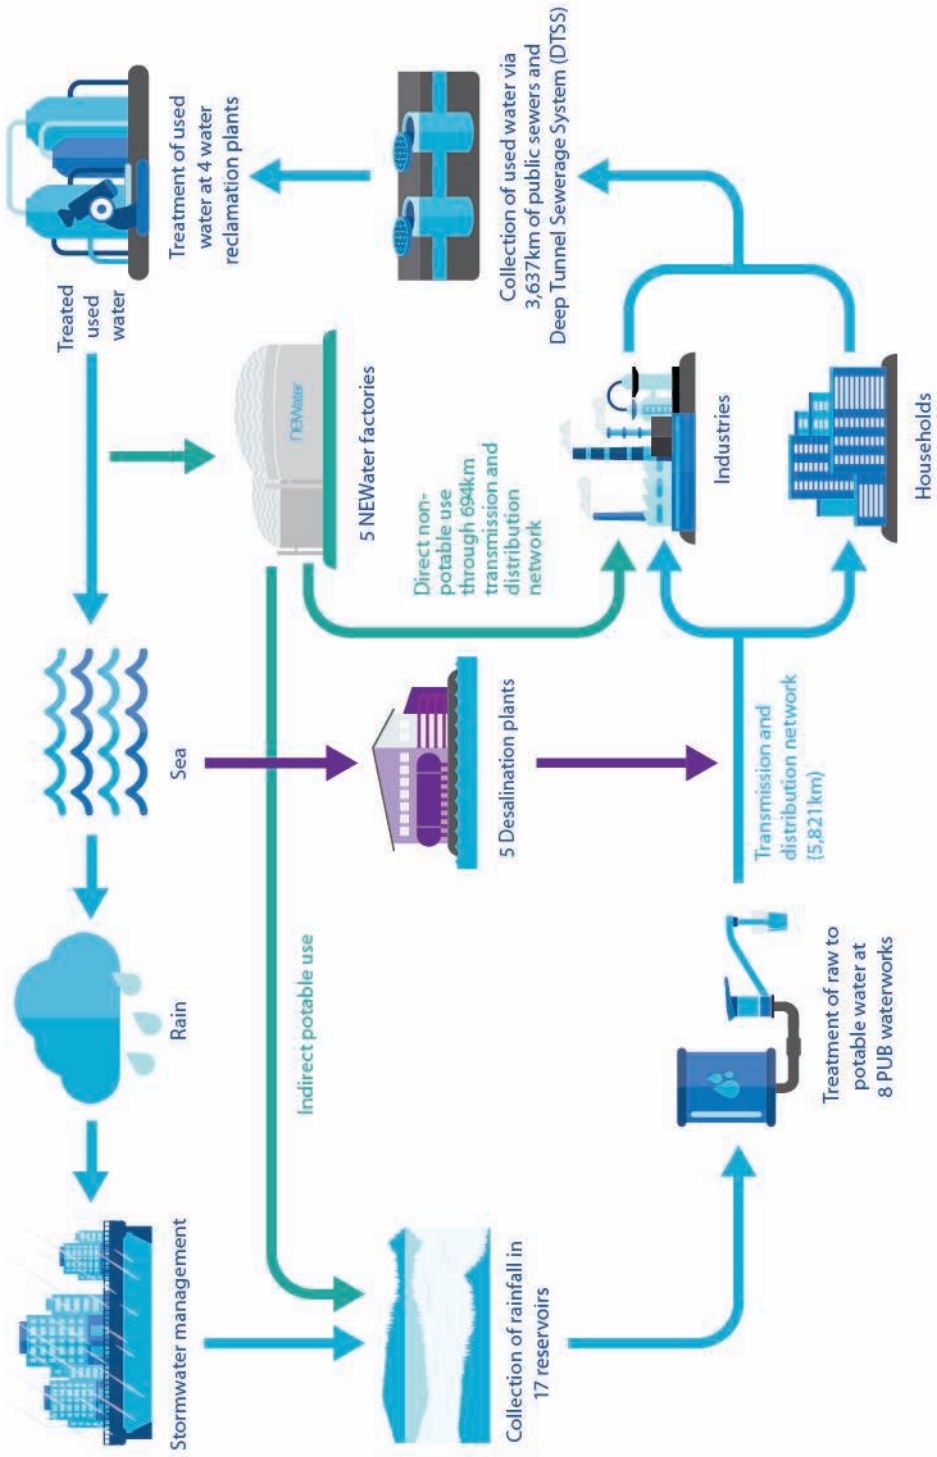 Stormwater management
Rain
Sea
Treated
used
water
Treatment of used
water at 4 water
reclamation plants
Indirect potable use
newater
5 NEWater factories
Collection of rainfall in
17 reservoirs
5 Desalination plants
Direct non-
potable use
through 694km
transmission and
distribution
network
Collection of used water via
3,637km of public sewers and
Deep Tunnel Sewerage System (DTSS)
Industries
Transmission and
distribution network
(5,821km)
Treatment of raw to
potable water at
8 PUB waterworks
Households